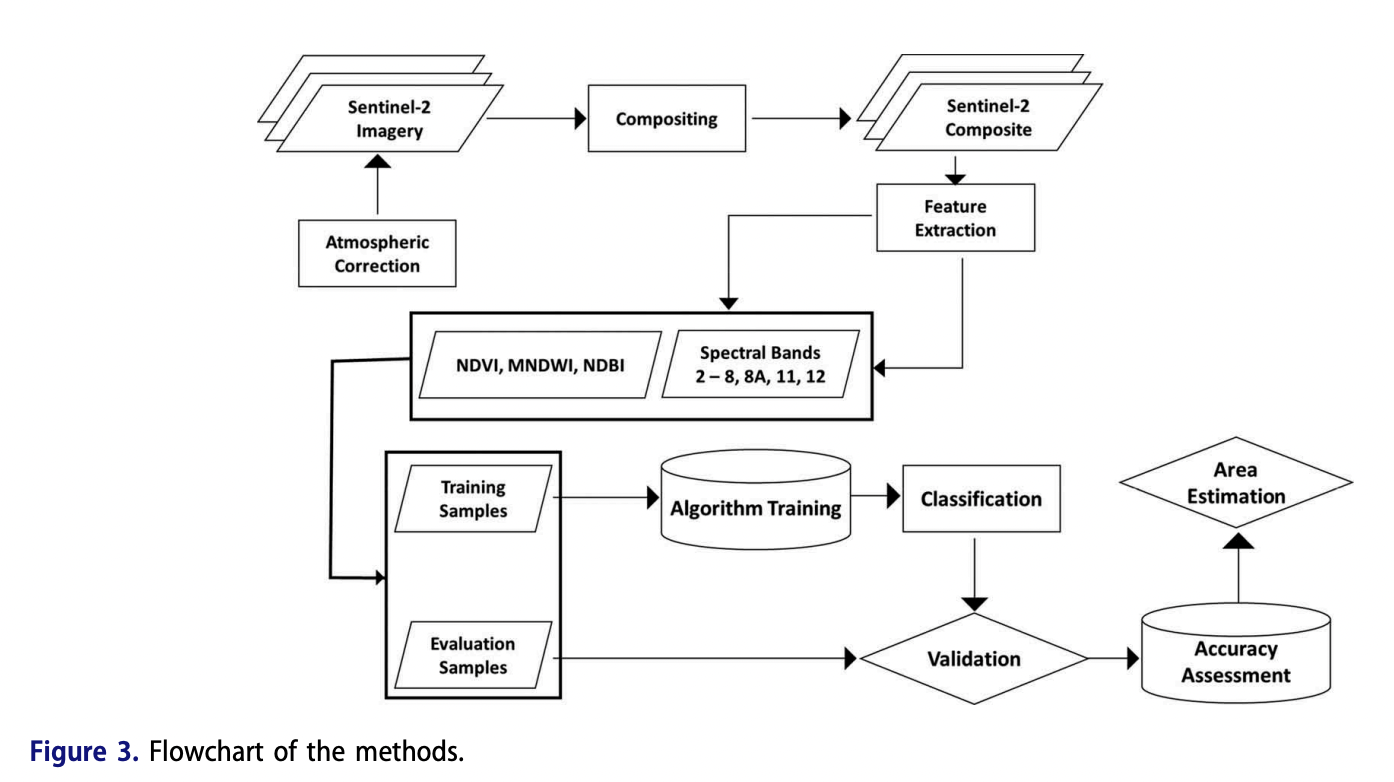 Sentinel-2
Imagery
Compositing
Sentinel-2
Composite
Atmospheric
Correction
Feature
Extraction
NDVI, MNDWI, NDBI
Spectral Bands
2 – 8, 8A, 11, 12
Training
Samples
Algorithm Training
Classification
Area
Estimation
Evaluation
Samples
Validation
Accuracy
Assessment
Figure 3. Flowchart of the methods.